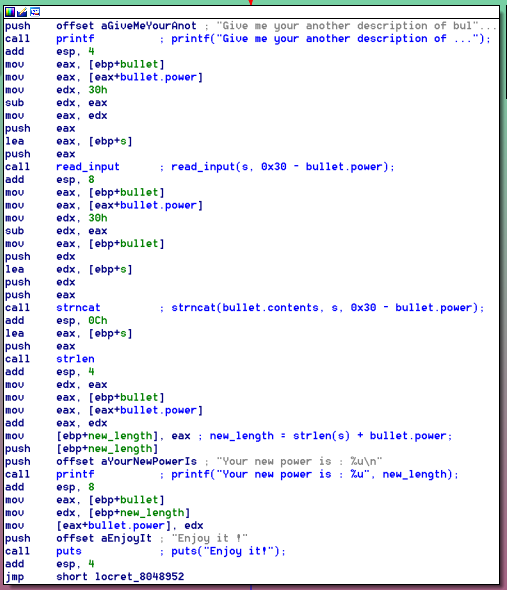 push offset aGiveMeYourAnot ; "Give me your another description of bul"...
call printf ; printf("Give me your another description of ...");
add esp, 4
mov eax, [ebp+bullet]
mov eax, [eax+bullet.power]
mov edx, 30h
sub edx, eax
mov eax, edx
push eax
lea eax, [ebp+s]
push eax
call read_input ; read_input(s, 0x30 - bullet.power);
add esp, 8
mov eax, [ebp+bullet]
mov eax, [eax+bullet.power]
mov edx, 30h
sub edx, eax
mov eax, [ebp+bullet]
push edx
lea edx, [ebp+s]
push edx
push eax
call strncat ; strncat(bullet.contents, s, 0x30 - bullet.power);
add esp, 0Ch
lea eax, [ebp+s]
push eax
call strlen
add esp, 4
mov edx, eax
mov eax, [ebp+bullet]
mov eax, [eax+bullet.power]
add eax, edx
mov [ebp+new_length], eax ; new_length = strlen(s) + bullet.power;
push [ebp+new_length]
push offset aYourNewPowerIs ; "Your new power is : %u\n"
call printf ; printf("Your new power is : %u", new_length);
add esp, 8
mov eax, [ebp+bullet]
mov edx, [ebp+new_length]
mov [eax+bullet.power], edx
push offset aEnjoyIt ; "Enjoy it !"
call puts ; puts("Enjoy it!");
add esp, 4
jmp short locret_8048952